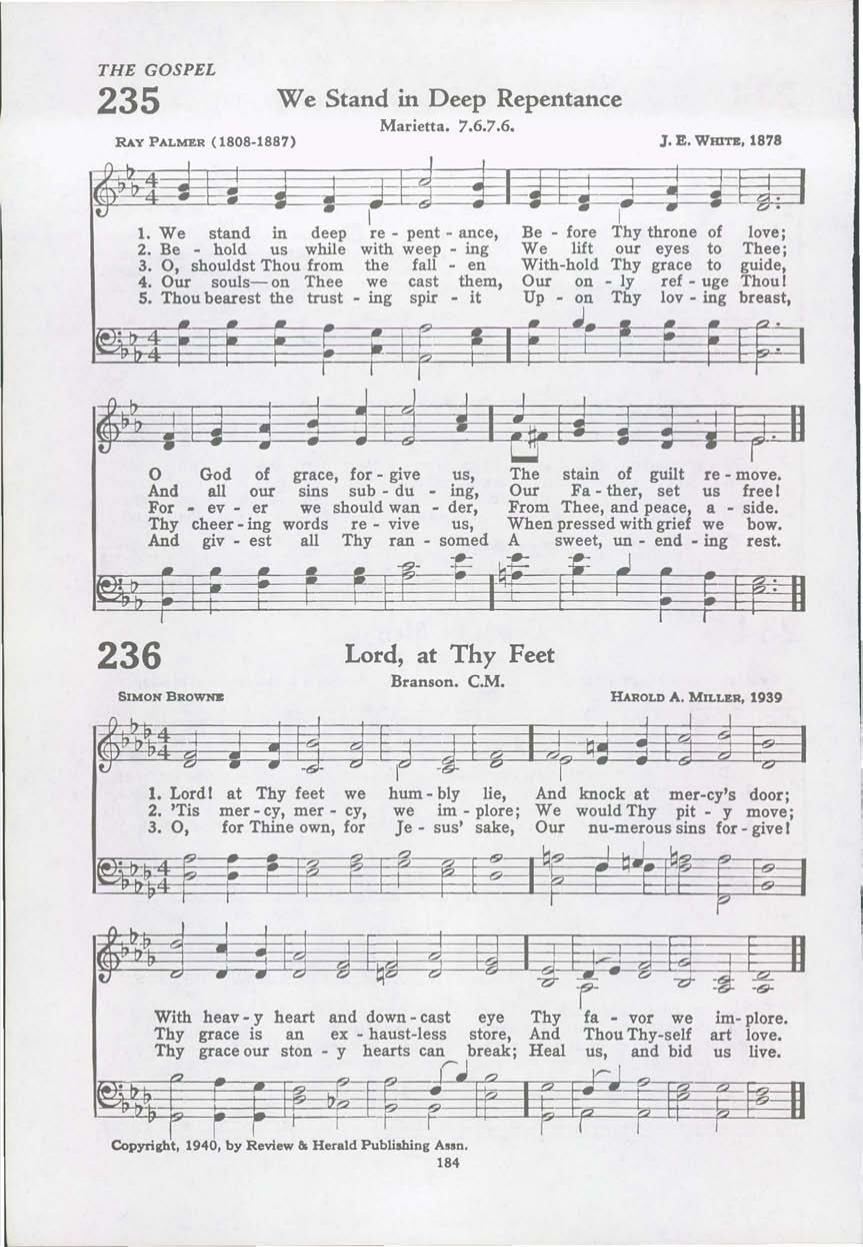 THE GOSPEL
235 We Stand in Deep Repentance
Marietta. 7.6.7.6.
RAY PALMER (1808-1887) J. E. WHITE, 1878
4
4
1. We stand in deep re - pent - ance, Be - fore Thy throne of love;
2. Be - hold us while with weep - ing We lift our eyes to Thee;
3. O, shouldst Thou from the fall - en With-hold Thy grace to guide,
4. Our souls—on Thee we cast them, Our on - ly ref - uge Thou!
5. Thou bearest the trust - ing spir - it Up - on Thy lov - ing breast,
4
4
O God of grace, for - give us, The stain of guilt re - move.
And all our sins sub - du - ing, Our Fa - ther, set us free!
For - ev - er we should wan - der, From Thee, and peace, a - side.
Thy cheer - ing words re - vive us, When pressed with grief we bow.
And giv - est all Thy ran - somed A sweet, un - end - ing rest.
236 Lord, at Thy Feet
Branson. C.M.
SIMON BROWNE HAROLD A. MILLER, 1939
4
4
1. Lord! at Thy feet we hum - bly lie, And knock at mer-cy's door;
2. 'Tis mer - cy, mer - cy, we im - plore; We would Thy pit - y move;
3. O, for Thine own, for Je - sus' sake, Our nu-merous sins for - give!
4
4
With heav - y heart and down - cast eye Thy fa - vor we im- plore.
Thy grace is an ex - haust-less store, And Thou Thy-self art love.
Thy grace our ston - y hearts can break; Heal us, and bid us live.
Copyright, 1940, by Review & Herald Publishing Assn.
184